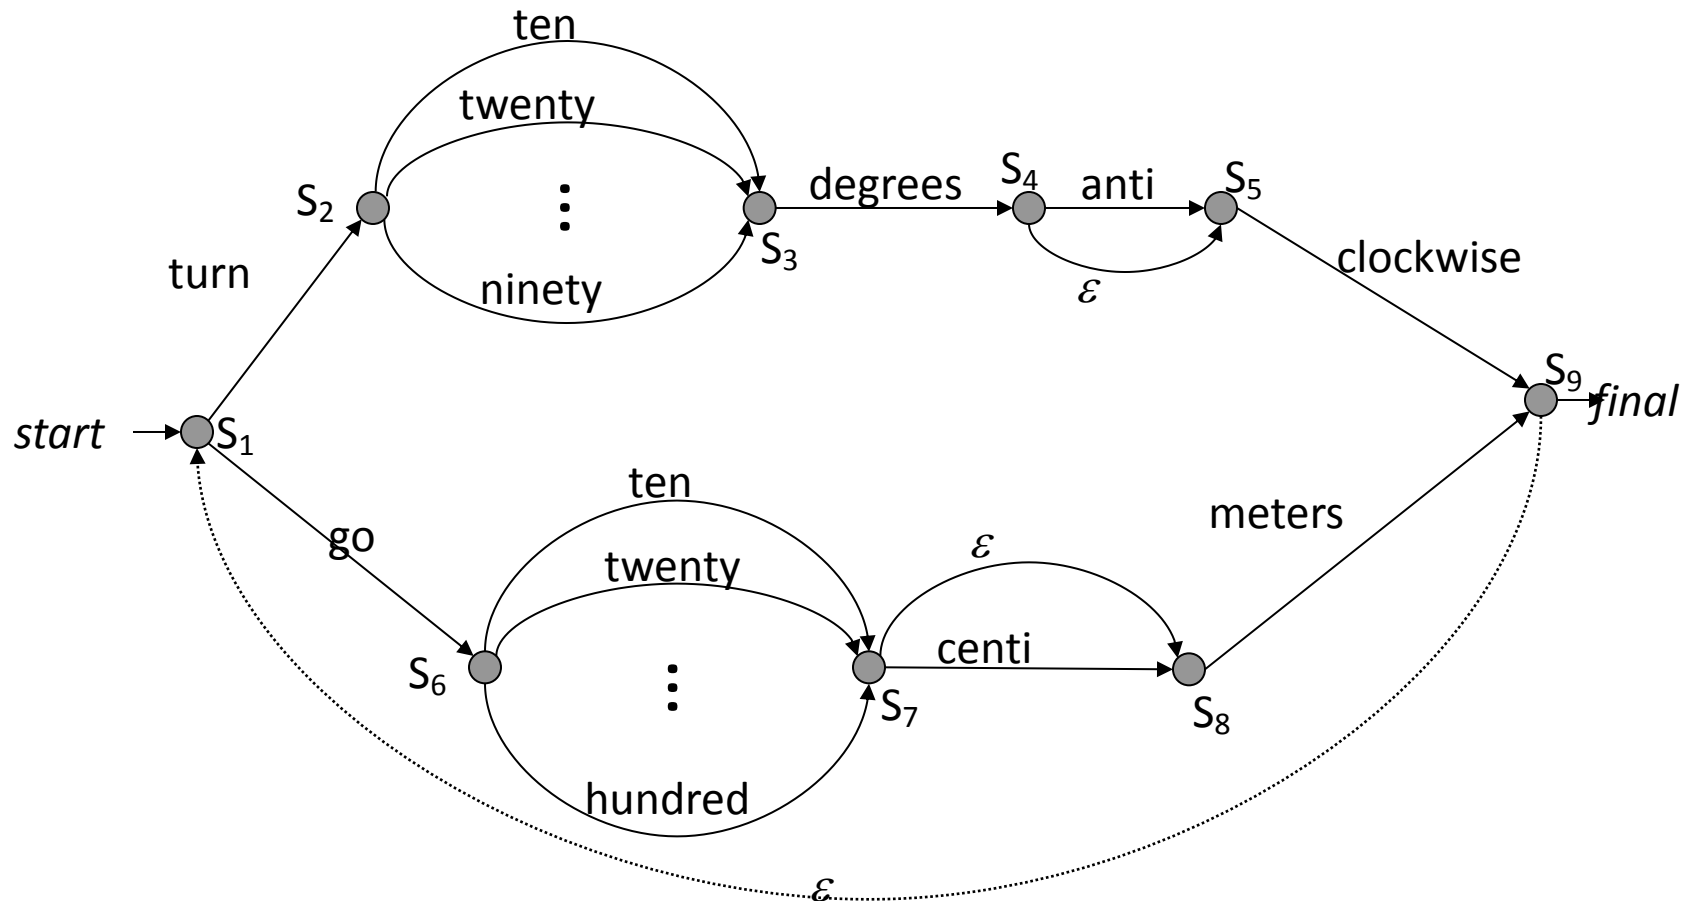 ten
twenty
S₂
⋮
S₃
degrees
S₄
anti
S₅
ε
turn
ninety
clockwise
start
S₁
S₉
final
go
ten
twenty
ε
meters
S₆
⋮
centi
S₇
S₈
hundred
ε